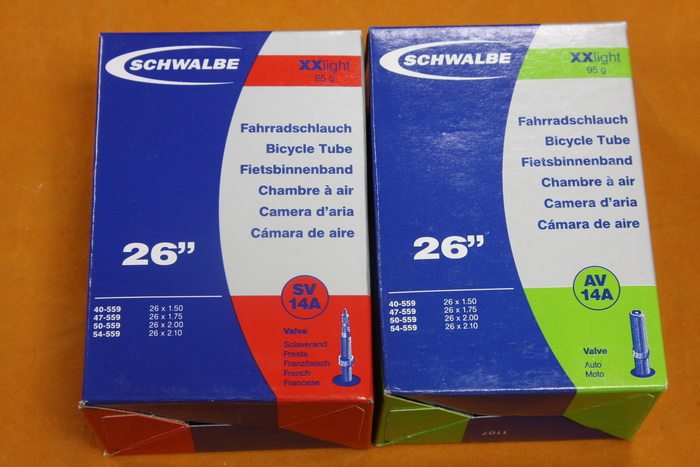 SCHWALBE
XXlight
95 g
Fahrradschlauch
Bicycle Tube
Fietsbinnenband
Chambre à air
Camera d'aria
Cámara de aire
26"
SV
14A
40-559 26 x 1.50
47-559 26 x 1.75
50-559 26 x 2.00
54-559 26 x 2.10
Valve
Sclaverand
Presta
Französisch
French
Francese
SCHWALBE
XXlight
95 g
Fahrradschlauch
Bicycle Tube
Fietsbinnenband
Chambre à air
Camera d'aria
Cámara de aire
26"
AV
14A
40-559 26 x 1.50
47-559 26 x 1.75
50-559 26 x 2.00
54-559 26 x 2.10
Valve
Auto
Moto
1107